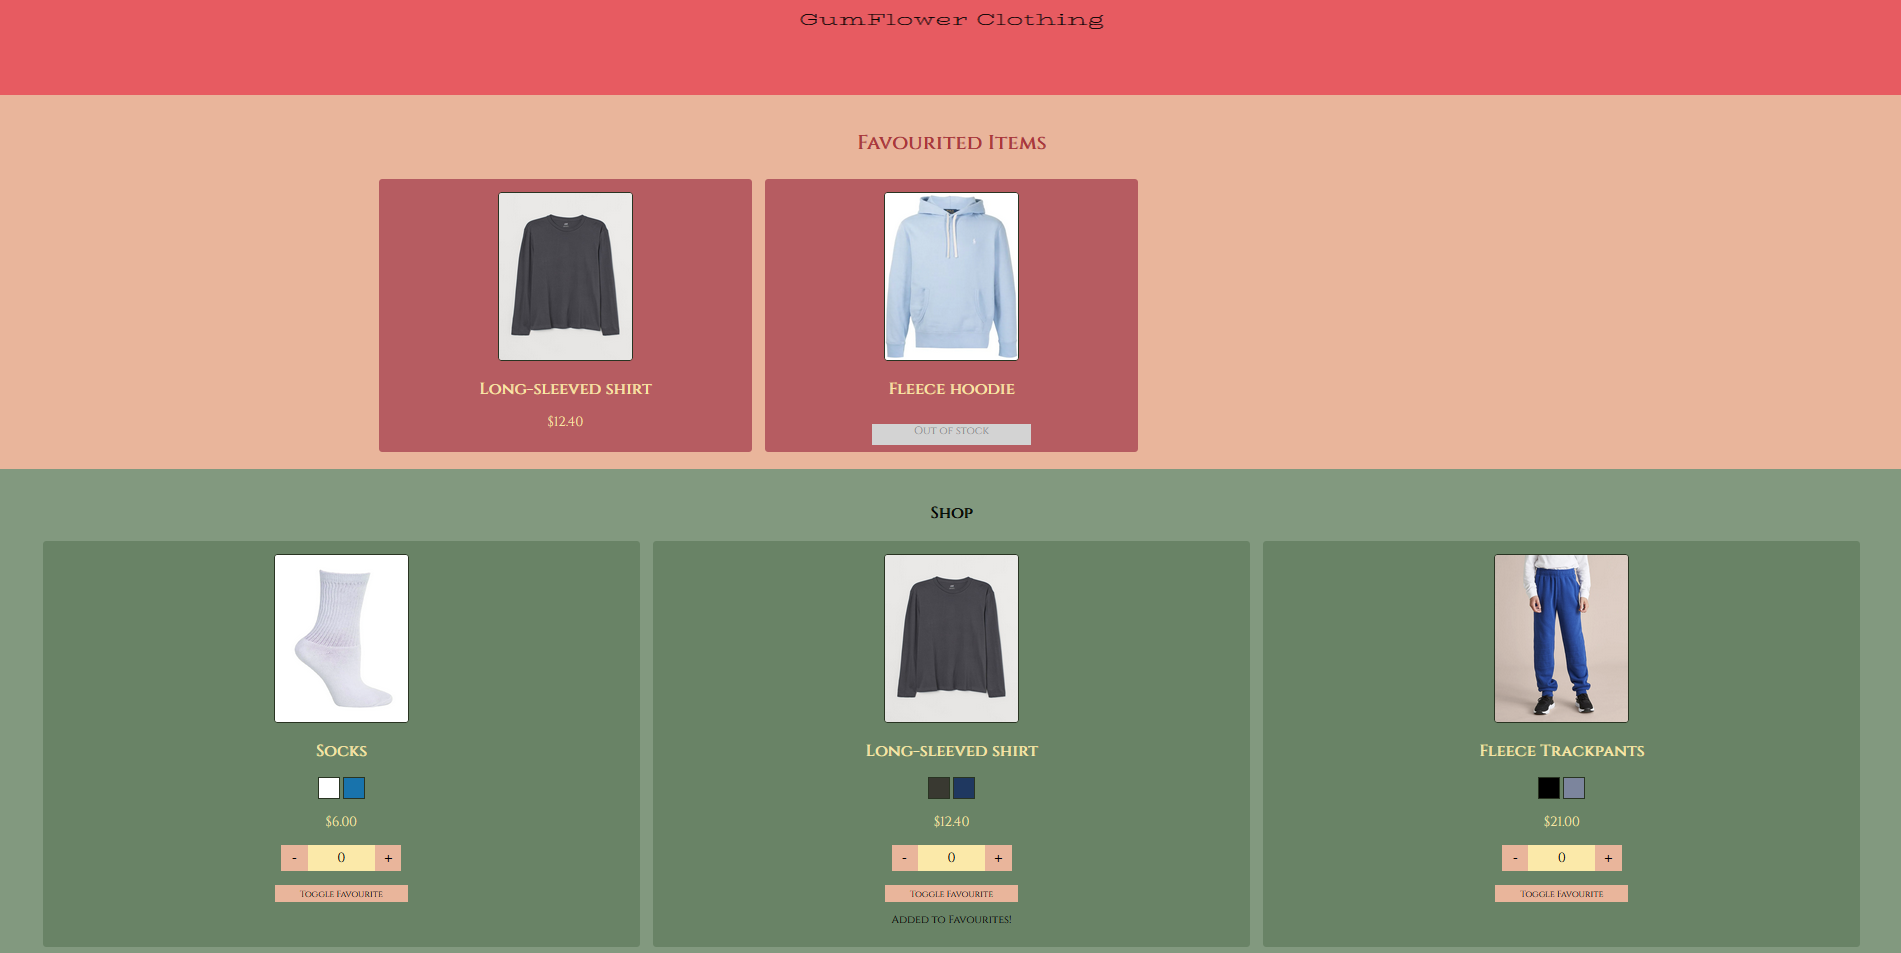 GumFlower Clothing
Favourited Items
Long-sleeved shirt
$12.40
Fleece hoodie
Out of stock
Shop
Socks
$6.00
- 0 +
Toggle Favourite
Long-sleeved shirt
$12.40
- 0 +
Toggle Favourite
Added to Favourites!
Fleece Trackpants
$21.00
- 0 +
Toggle Favourite